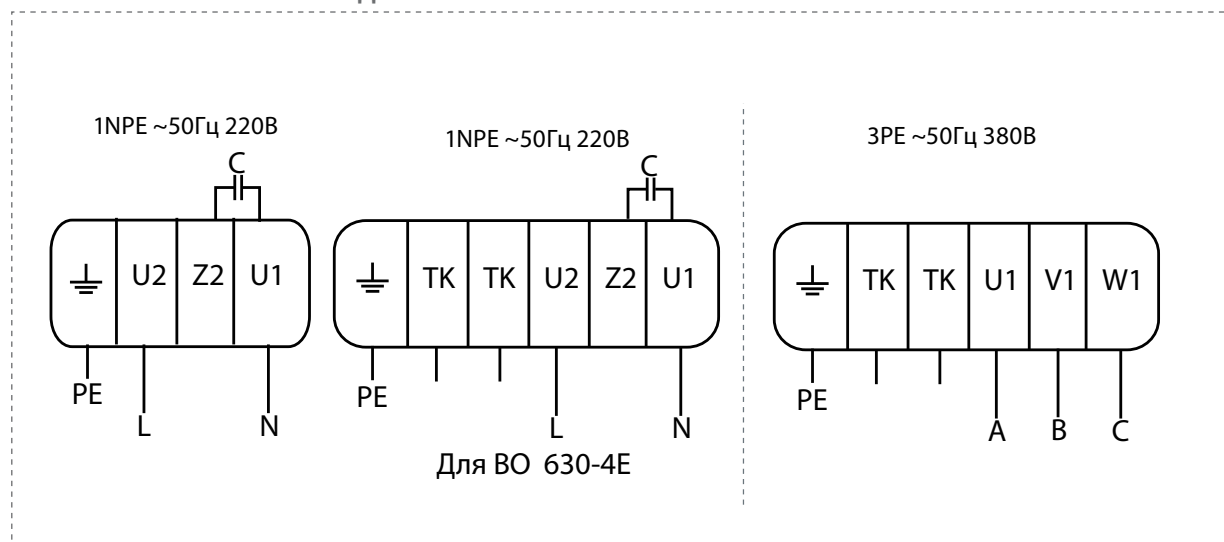 1NPE ~50Гц 220В
C
U2 Z2 U1
PE
L N
1NPE ~50Гц 220В
C
TK TK U2 Z2 U1
PE
L N
Для ВО 630-4Е
3PE ~50Гц 380В
TK TK U1 V1 W1
PE
A B C